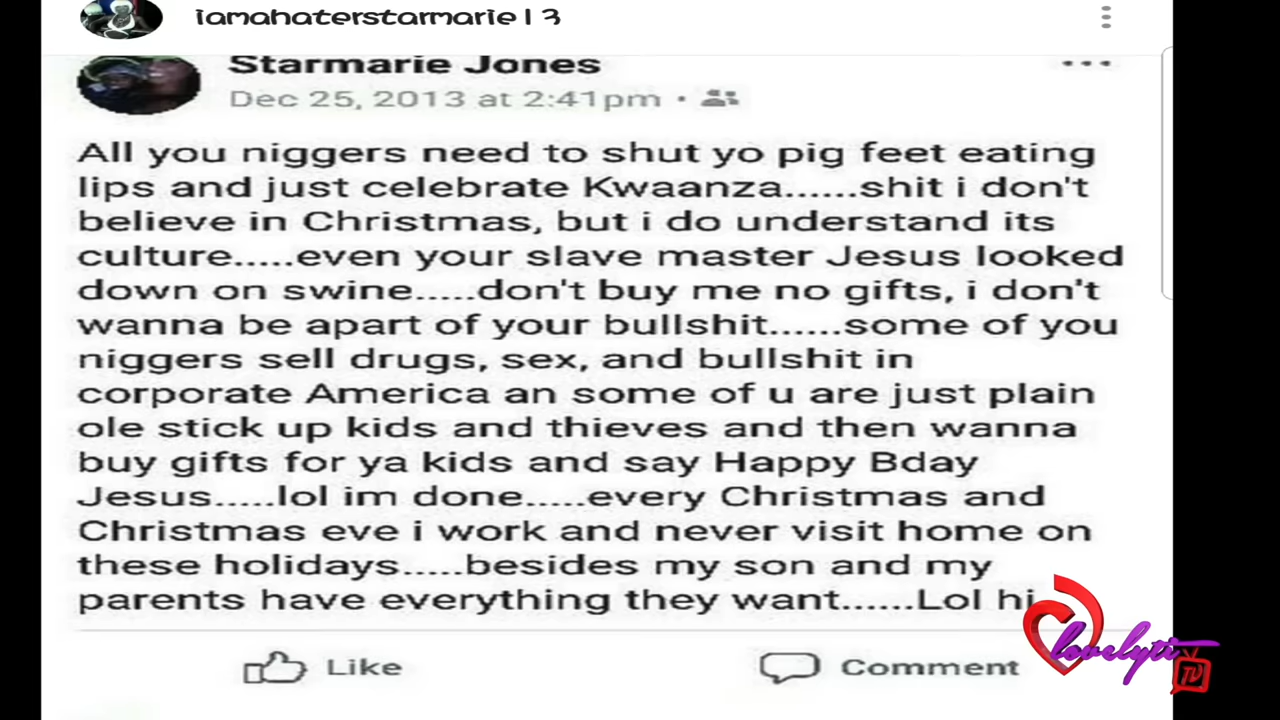 iamahaterstarmarie13
Starmarie Jones
Dec 25, 2013 at 2:41pm
All you niggers need to shut yo pig feet eating
lips and just celebrate Kwaanza......shit i don't
believe in Christmas, but i do understand its
culture.....even your slave master Jesus looked
down on swine.....don't buy me no gifts, i don't
wanna be apart of your bullshit......some of you
niggers sell drugs, sex, and bullshit in
corporate America an some of u are just plain
ole stick up kids and thieves and then wanna
buy gifts for ya kids and say Happy Bday
Jesus.....lol im done.....every Christmas and
Christmas eve i work and never visit home on
these holidays.....besides my son and my
parents have everything they want......Lol hi
Like
Comment
lovelyti
TV